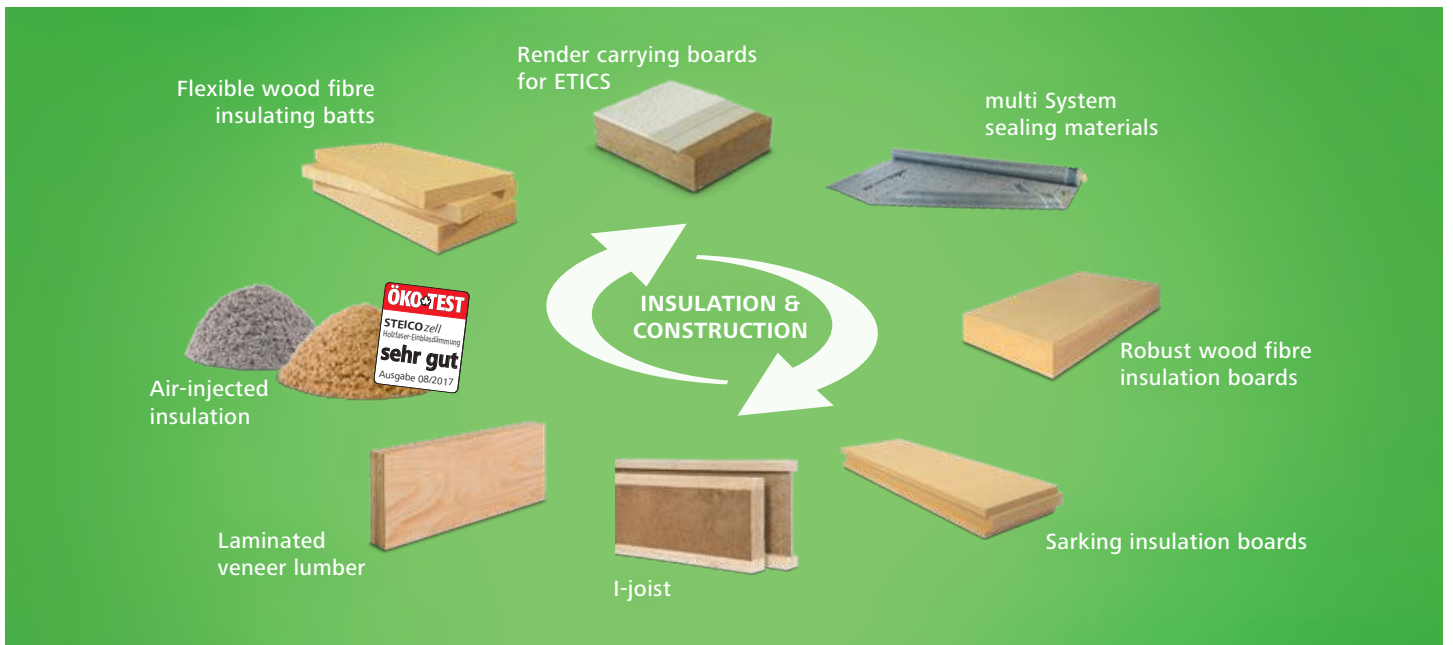 Render carrying boards
for ETICS
Flexible wood fibre
insulating batts
multi System
sealing materials
INSULATION &
CONSTRUCTION
ÖKO TEST
STEICOzell
Holzfaser-Einblasdämmung
sehr gut
Ausgabe 08/2017
Robust wood fibre
insulation boards
Air-injected
insulation
Laminated
veneer lumber
I-joist
Sarking insulation boards